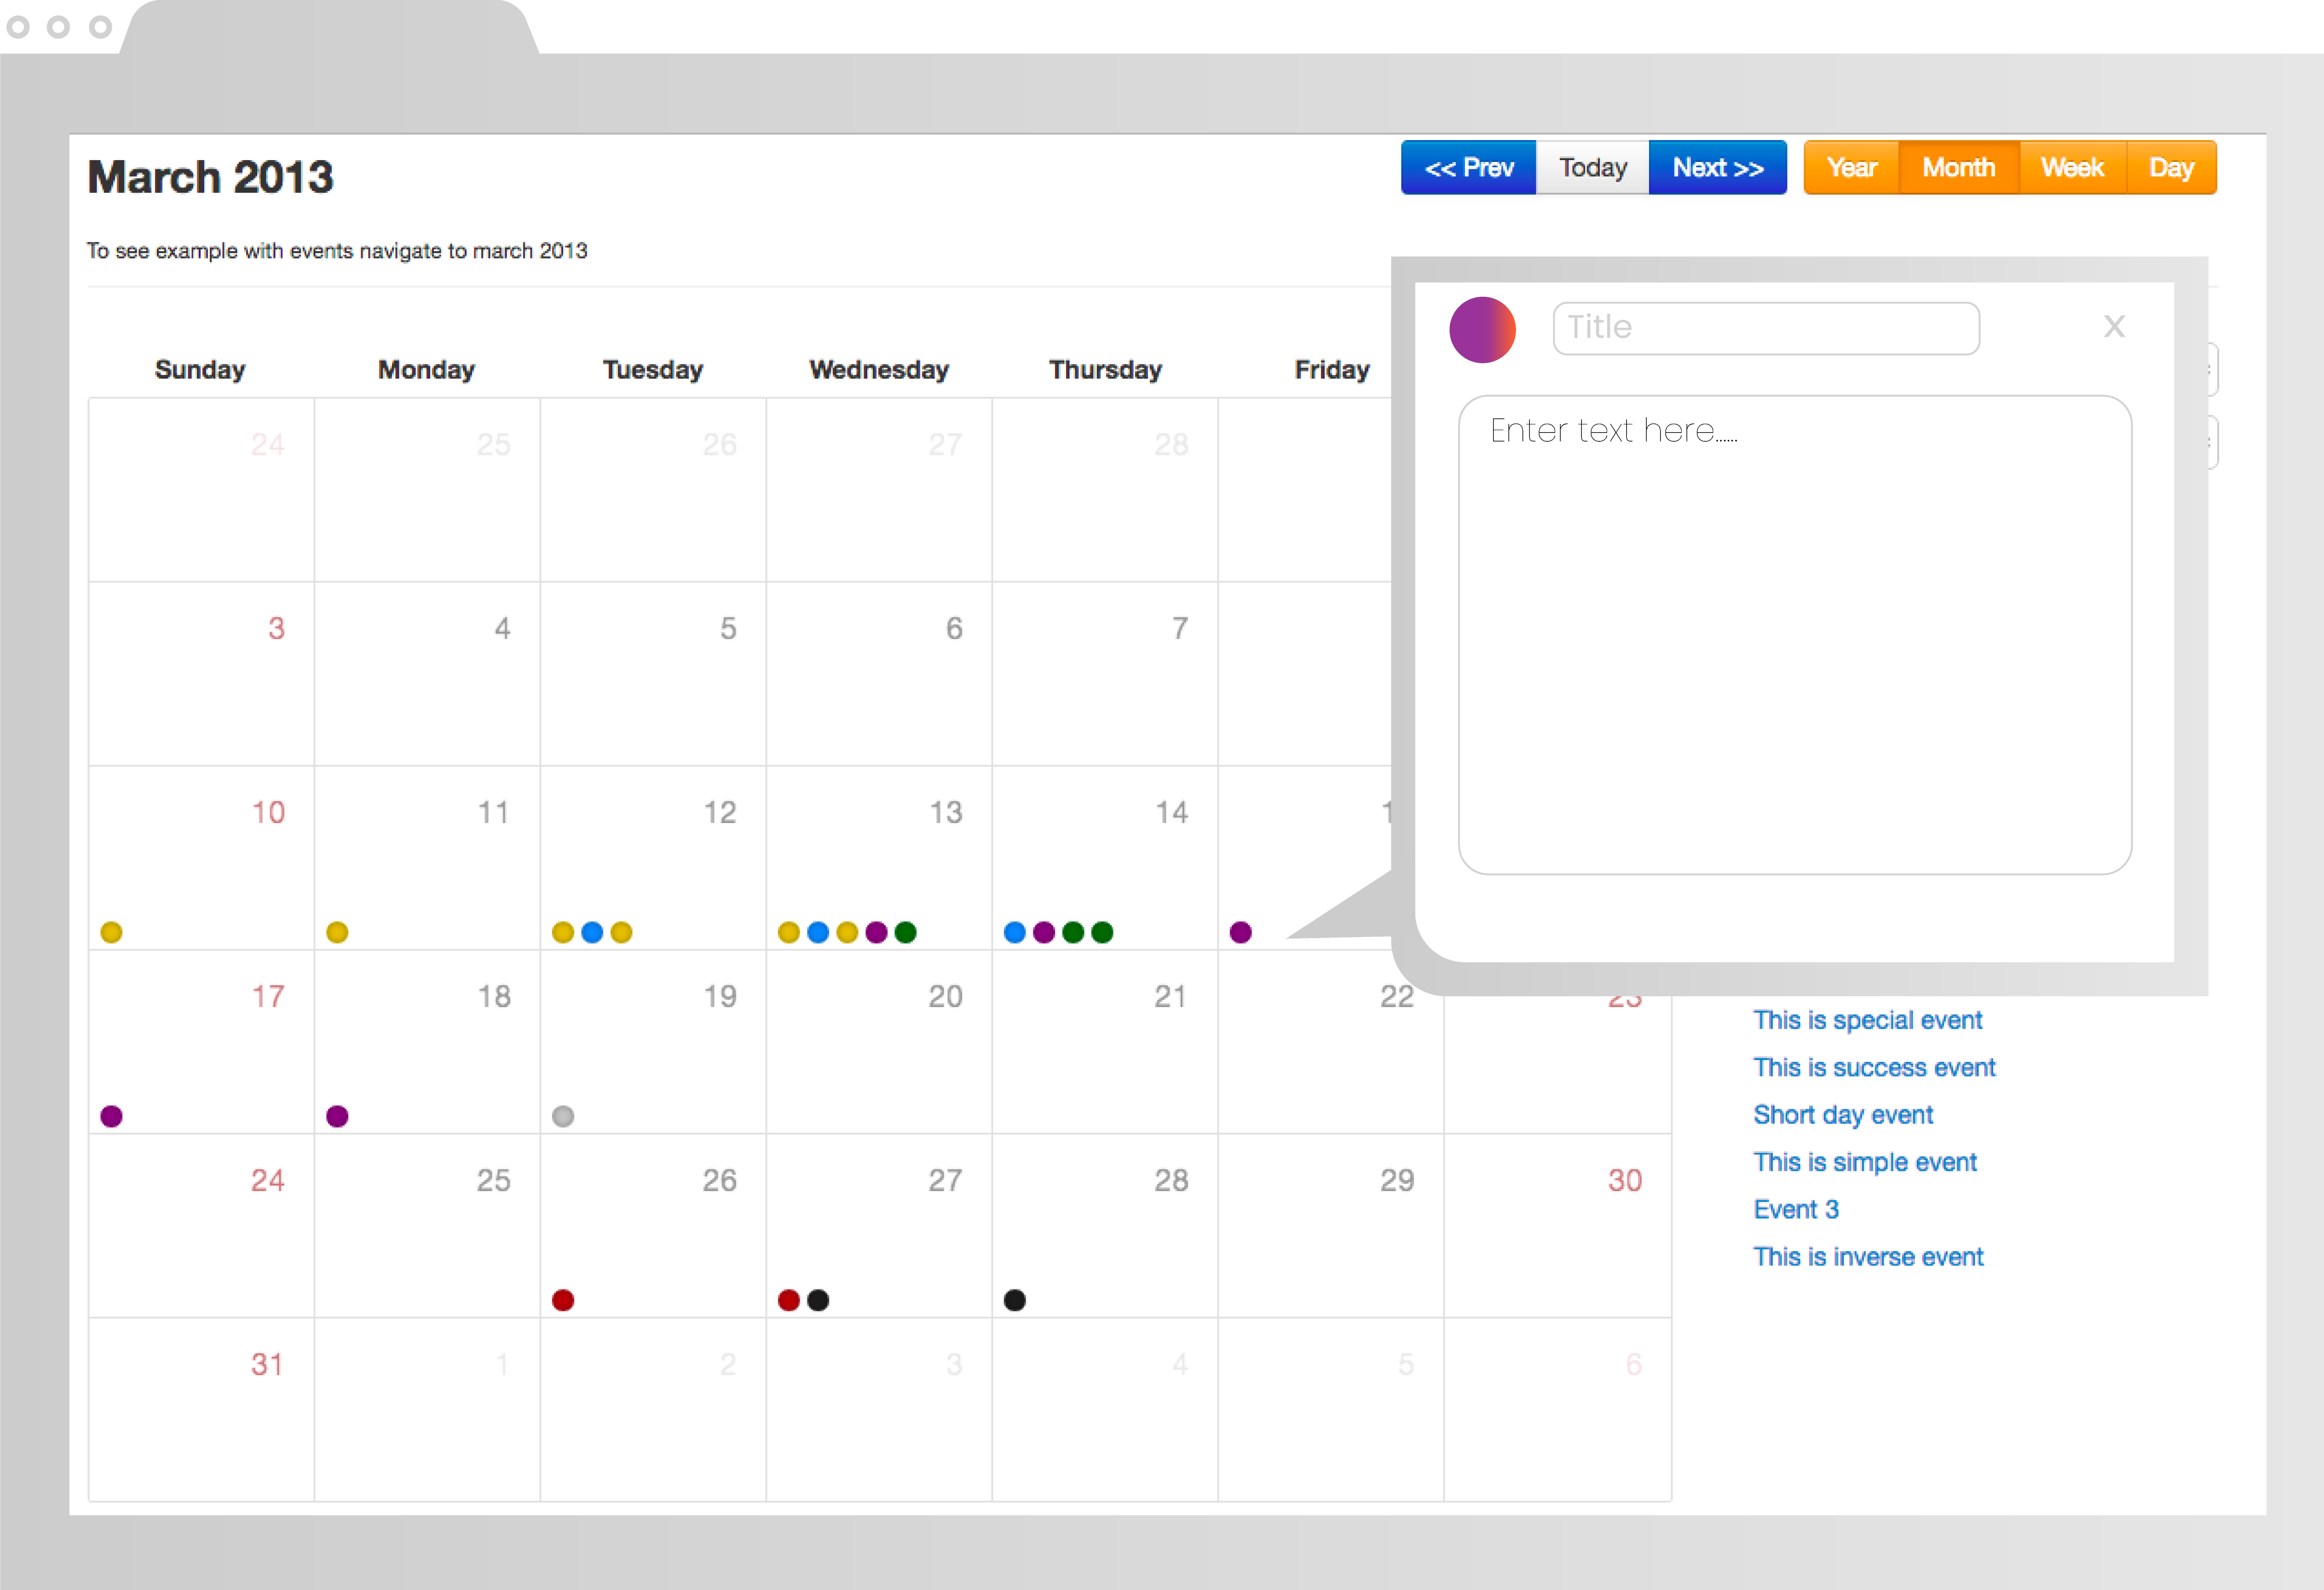 March 2013
<< Prev Today Next >> Year Month Week Day
To see example with events navigate to march 2013
Title X
Enter text here......
Sunday Monday Tuesday Wednesday Thursday Friday
24 25 26 27 28
3 4 5 6 7
10 11 12 13 14
17 18 19 20 21 22 23
24 25 26 27 28 29 30
31 1 2 3 4 5 6
This is special event
This is success event
Short day event
This is simple event
Event 3
This is inverse event